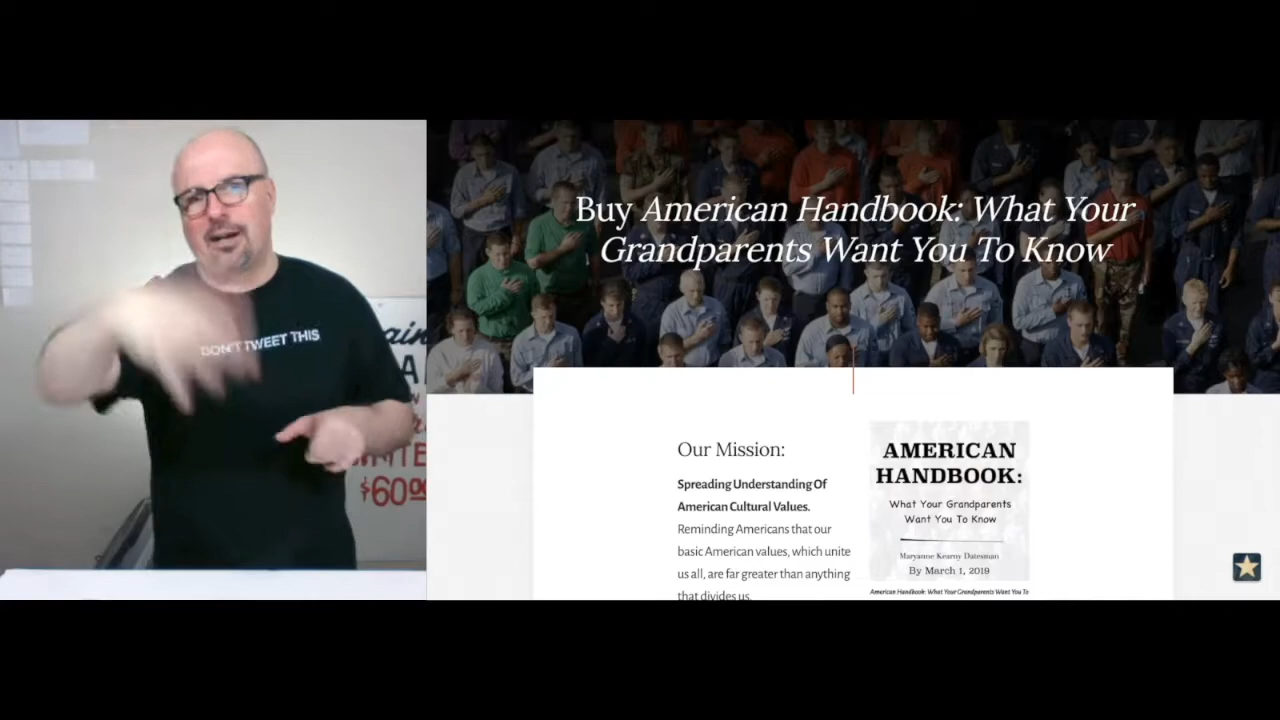 DON'T TWEET THIS
$60
Buy American Handbook: What Your
Grandparents Want You To Know
Our Mission:
Spreading Understanding Of
American Cultural Values.
Reminding Americans that our
basic American values, which unite
us all, are far greater than anything
that divides us.
AMERICAN
HANDBOOK:
What Your Grandparents
Want You To Know
Maryanne Kearny Datesman
By March 1, 2019
American Handbook: What Your Grandparents Want You To